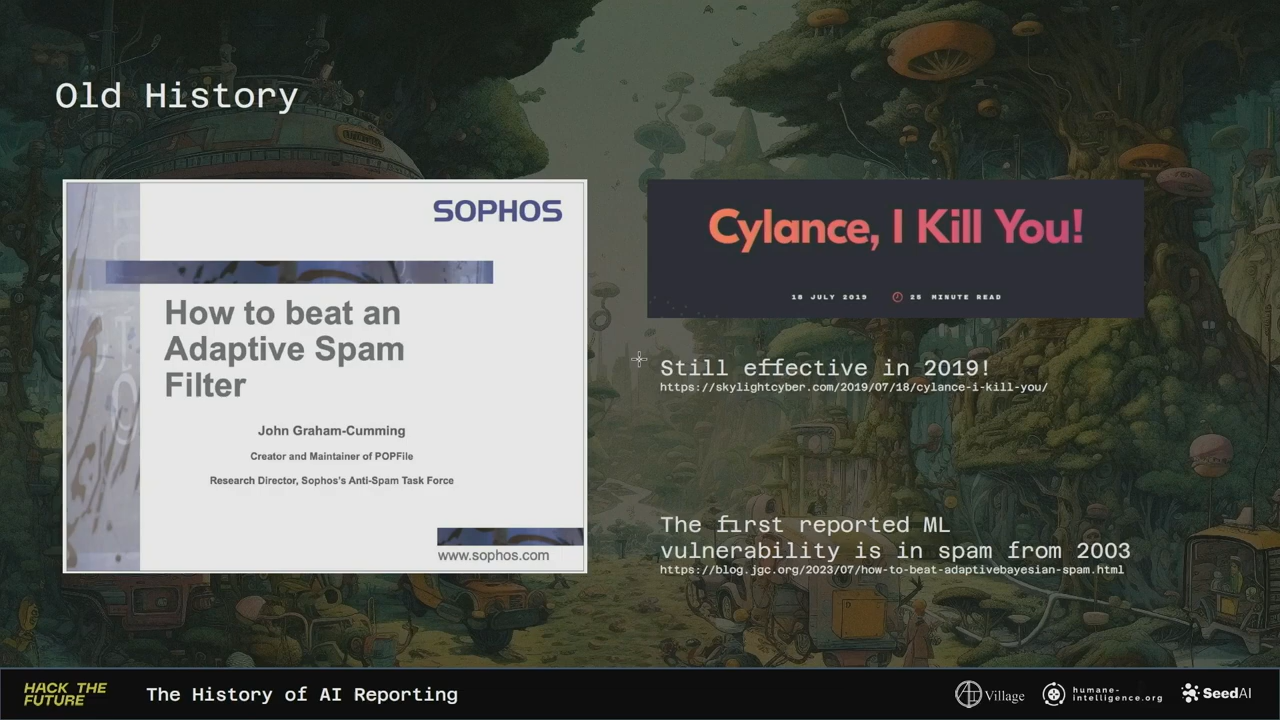 Old History
SOPHOS
How to beat an
Adaptive Spam
Filter
John Graham-Cumming
Creator and Maintainer of POPFile
Research Director, Sophos's Anti-Spam Task Force
www.sophos.com
Cylance, I Kill You!
18 JULY 2019 25 MINUTE READ
Still effective in 2019!
https://skylightcyber.com/2019/07/18/cylance-i-kill-you/
The first reported ML
vulnerability is in spam from 2003
https://blog.jgc.org/2023/07/how-to-beat-adaptivebayesian-spam.html
HACK THE
FUTURE
The History of AI Reporting
AI Village
humane-
intelligence.org
SeedAI